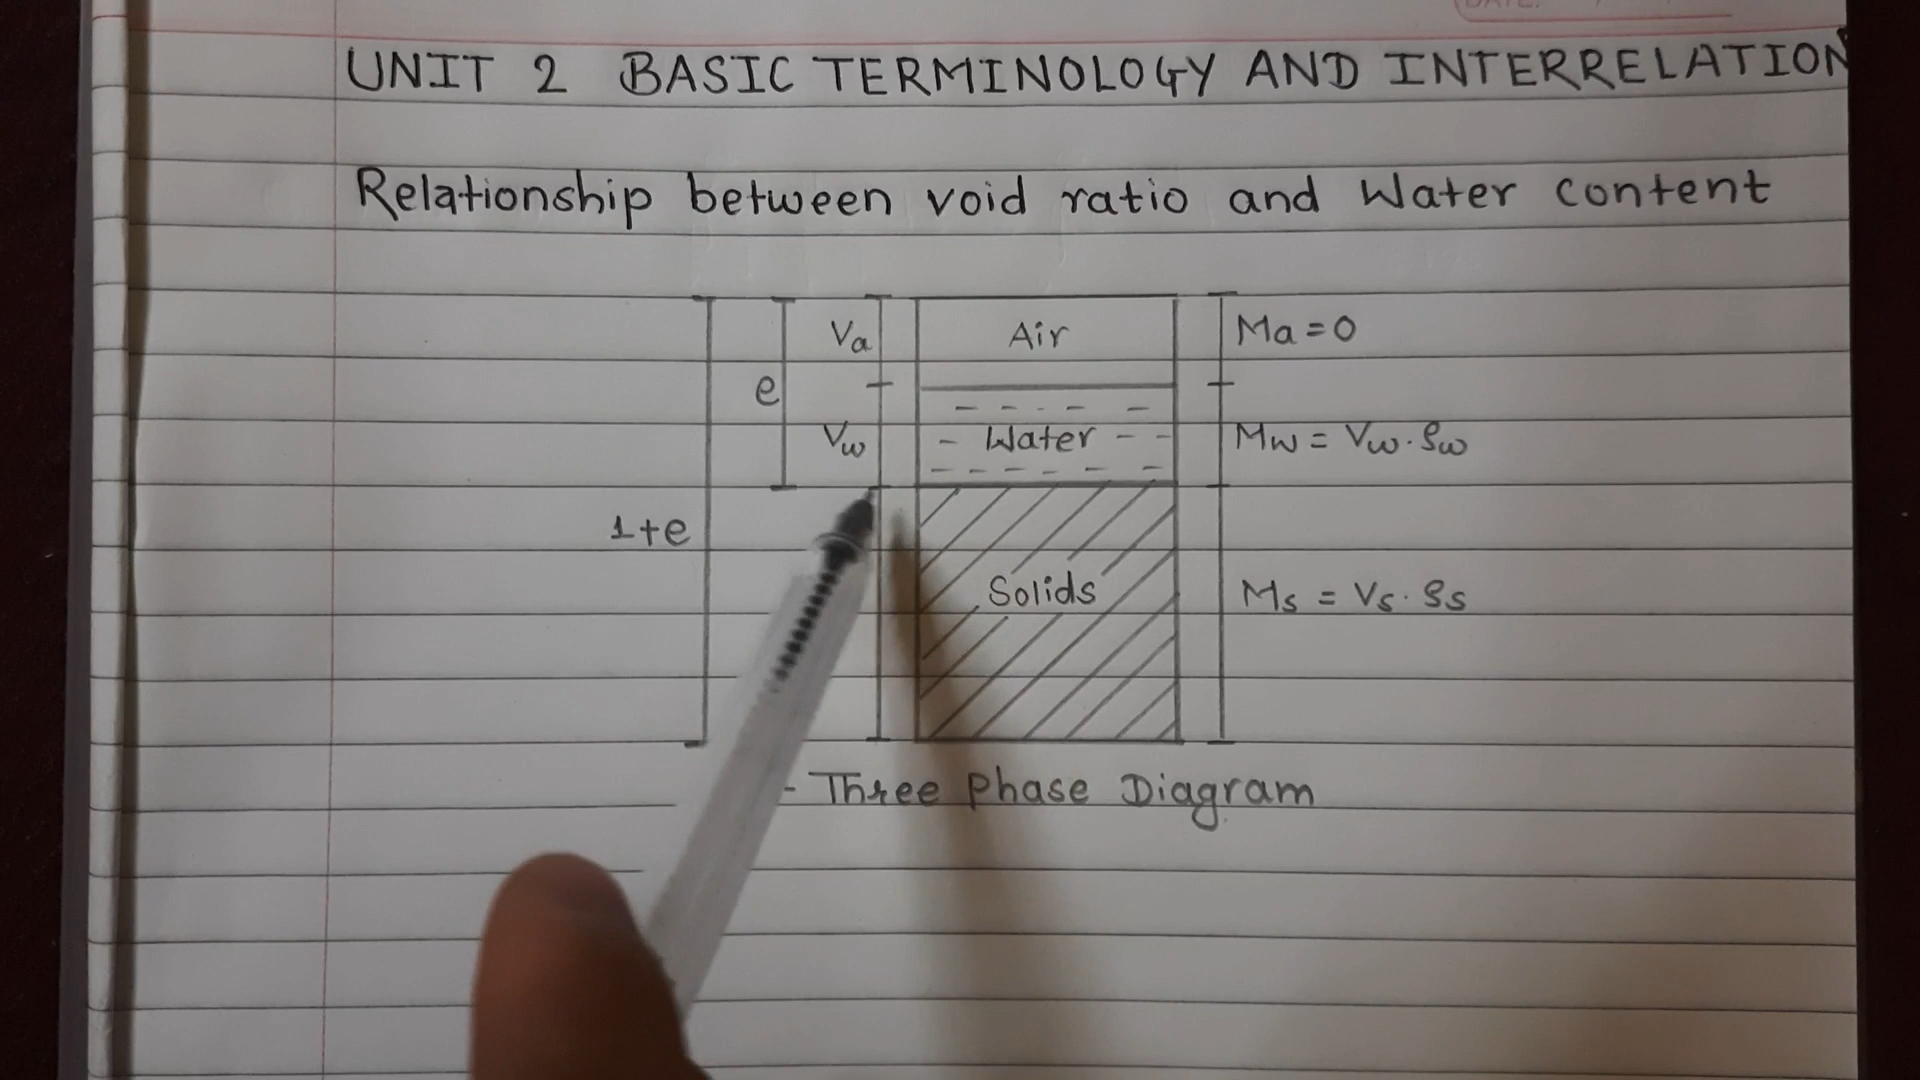 DATE:
UNIT 2 BASIC TERMINOLOGY AND INTERRELATION
Relationship between void ratio and Water content
Va Air Ma = 0
e
Vw Water Mw = Vw · ρw
1+e
Solids Ms = Vs · ρs
- Three Phase Diagram